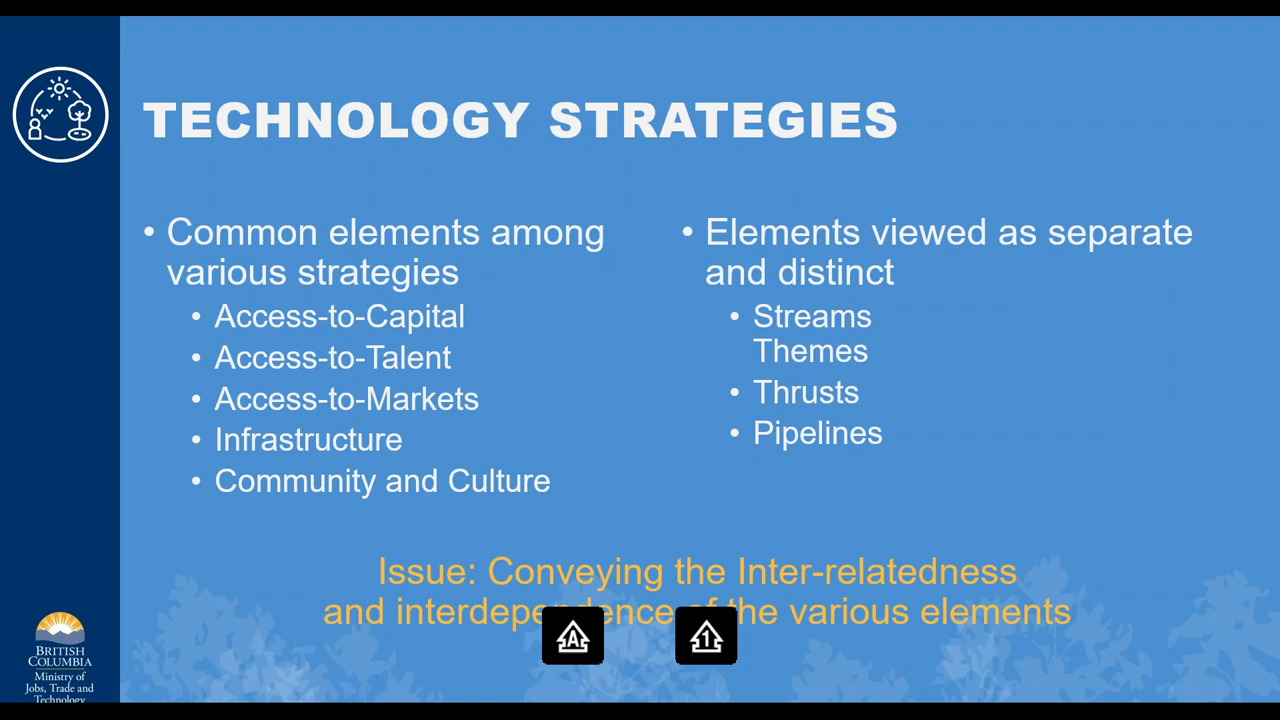 TECHNOLOGY STRATEGIES
• Common elements among
various strategies
• Access-to-Capital
• Access-to-Talent
• Access-to-Markets
• Infrastructure
• Community and Culture
• Elements viewed as separate
and distinct
• Streams
Themes
• Thrusts
• Pipelines
Issue: Conveying the Inter-relatedness
and interdependence of the various elements
A
1
BRITISH
COLUMBIA
Ministry of
Jobs, Trade and
Technology